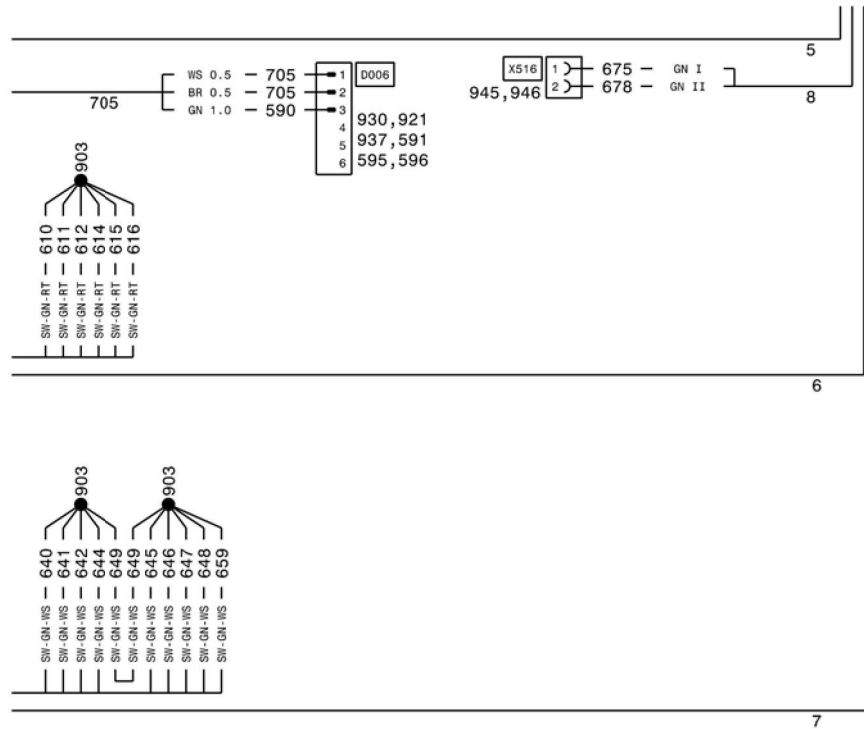 5
WS 0.5 705 1 D006
BR 0.5 705 2
GN 1.0 590 3
705
4 930,921
5 937,591
6 595,596
X516 1 675 GN I
945,946 2 678 GN II
8
903
610 611 612 614 615 616
SW-GN-RT SW-GN-RT SW-GN-RT SW-GN-RT SW-GN-RT SW-GN-RT
6
903 903
640 641 642 644 649 649 645 646 647 648 659
SW-GN-WS SW-GN-WS SW-GN-WS SW-GN-WS SW-GN-WS SW-GN-WS SW-GN-WS SW-GN-WS SW-GN-WS SW-GN-WS SW-GN-WS
7